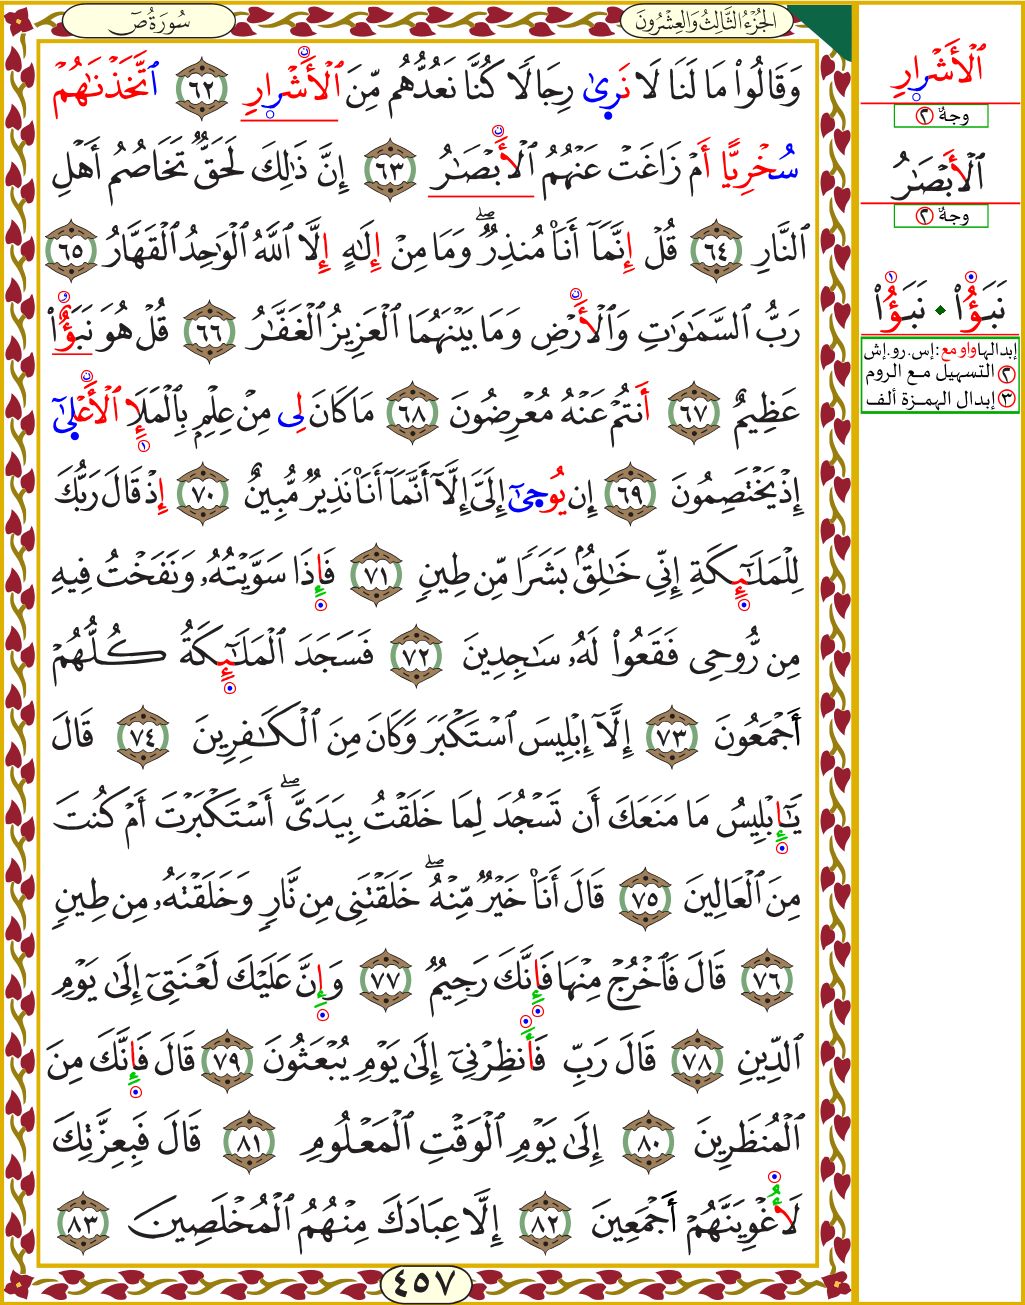 الجُزْءُ الثَّالِثُ وَالعِشْرُونَ
سُورَةُ صٓ
وَقَالُواْ مَا لَنَا لَا نَرٜىٰ رِجَالًا كُنَّا نَعُدُّهُم مِّنَ ٱلۡأَشۡرٜارِ ٦٢ ٱتَّخَذۡنَٰهُمۡ
سُخۡرِيًّا أَمۡ زَاغَتۡ عَنۡهُمُ ٱلۡأَبۡصَٰرُ ٦٣ إِنَّ ذَٰلِكَ لَحَقّٞ تَخَاصُمُ أَهۡلِ
ٱلنَّارِ ٦٤ قُلۡ إِنَّمَآ أَنَا۠ مُنذِرٞۖ وَمَا مِنۡ إِلَٰهٍ إِلَّا ٱللَّهُ ٱلۡوَٰحِدُ ٱلۡقَهَّارُ ٦٥
رَبُّ ٱلسَّمَٰوَٰتِ وَٱلۡأَرۡضِ وَمَا بَيۡنَهُمَا ٱلۡعَزِيزُ ٱلۡغَفَّٰرُ ٦٦ قُلۡ هُوَ نَبَؤٌاْ
عَظِيمٌ ٦٧ أَنتُمۡ عَنۡهُ مُعۡرِضُونَ ٦٨ مَا كَانَ لِي مِنۡ عِلۡمِۭ بِٱلۡمَلَإِ ٱلۡأَعۡلٜىٰٓ
إِذۡ يَخۡتَصِمُونَ ٦٩ إِن يُوحٜىٰٓ إِلَيَّ إِلَّآ أَنَّمَآ أَنَا۠ نَذِيرٞ مُّبِينٌ ٧٠ إِذۡ قَالَ رَبُّكَ
لِلۡمَلَٰٓئِكَةِ إِنِّي خَٰلِقُۢ بَشَرٗا مِّن طِينٖ ٧١ فَإِذَا سَوَّيۡتُهُۥ وَنَفَخۡتُ فِيهِ
مِن رُّوحِي فَقَعُواْ لَهُۥ سَٰجِدِينَ ٧٢ فَسَجَدَ ٱلۡمَلَٰٓئِكَةُ كُلُّهُمۡ
أَجۡمَعُونَ ٧٣ إِلَّآ إِبۡلِيسَ ٱسۡتَكۡبَرَ وَكَانَ مِنَ ٱلۡكَٰفِرِينَ ٧٤ قَالَ
يَٰٓإِبۡلِيسُ مَا مَنَعَكَ أَن تَسۡجُدَ لِمَا خَلَقۡتُ بِيَدَيَّۖ أَسۡتَكۡبَرۡتَ أَمۡ كُنتَ
مِنَ ٱلۡعَالِينَ ٧٥ قَالَ أَنَا۠ خَيۡرٞ مِّنۡهُۖ خَلَقۡتَنِي مِن نَّارٖ وَخَلَقۡتَهُۥ مِن طِينٖ
٧٦ قَالَ فَٱخۡرُجۡ مِنۡهَا فَإِنَّكَ رَجِيمٞ ٧٧ وَإِنَّ عَلَيۡكَ لَعۡنَتِيٓ إِلَىٰ يَوۡمِ
ٱلدِّينِ ٧٨ قَالَ رَبِّ فَأَنظِرۡنِيٓ إِلَىٰ يَوۡمِ يُبۡعَثُونَ ٧٩ قَالَ فَإِنَّكَ مِنَ
ٱلۡمُنظَرِينَ ٨٠ إِلَىٰ يَوۡمِ ٱلۡوَقۡتِ ٱلۡمَعۡلُومِ ٨١ قَالَ فَبِعِزَّتِكَ
لَأُغۡوِيَنَّهُمۡ أَجۡمَعِينَ ٨٢ إِلَّا عِبَادَكَ مِنۡهُمُ ٱلۡمُخۡلَصِينَ ٨٣
٤٥٧
ٱلۡأَشۡرٜارِ
وجهٌ ٢
ٱلۡأَبۡصَٰرُ
وجهٌ ٢
نَبَؤُاْ نَبَؤُاْ
إبدالها واو مع: إس.رو.إش
٢ التسهيل مع الروم
٣ إبدال الهمزة ألف